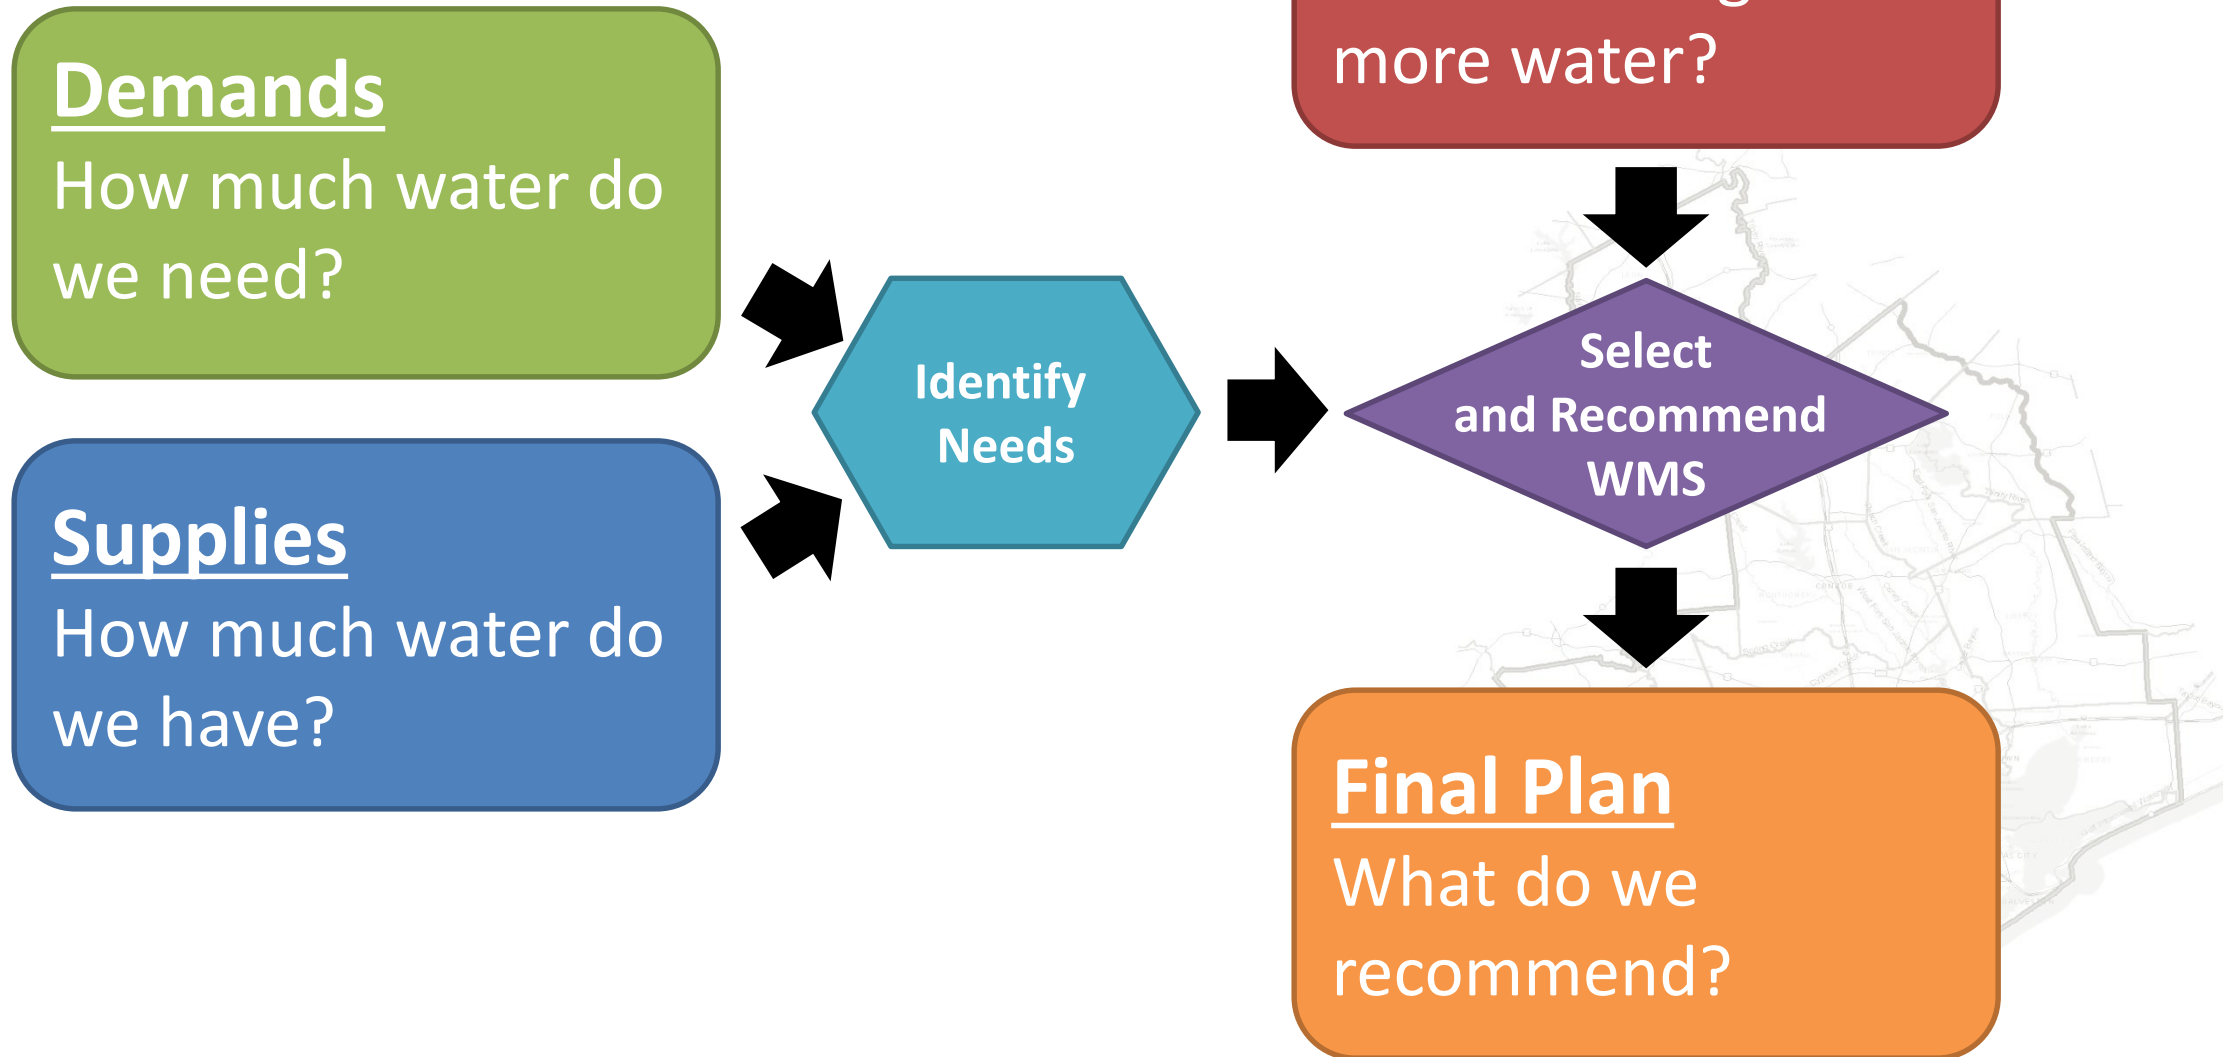 Demands
How much water do
we need?
Supplies
How much water do
we have?
Identify
Needs
more water?
Select
and Recommend
WMS
Final Plan
What do we
recommend?